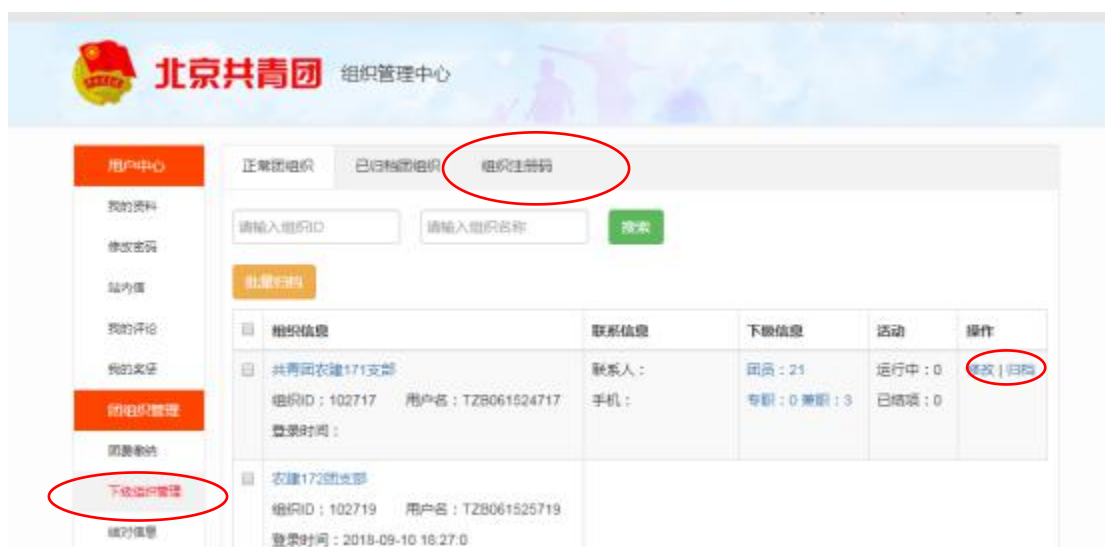 北京共青团 组织管理中心
用户中心
我的资料
修改密码
站内信
我的评论
我的奖征
团组织管理
团费缴纳
下级组织管理
结对信息
正常团组织 已归档团组织 组织注册码
请输入组织ID 请输入组织名称 搜索
批量归档
组织信息 联系信息 下级信息 活动 操作
共青团农建171支部 联系人： 团员：21 运行中：0 修改 | 归档
组织ID：102717 用户名：TZB061524717 手机： 专职：0 兼职：3 已结项：0
登录时间：
农建172团支部
组织ID：102719 用户名：TZB061525719
登录时间：2018-09-10 16:27:0